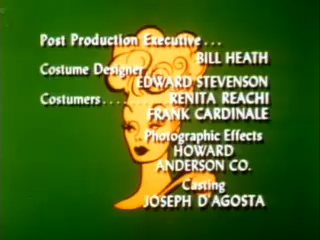 Post Production Executive...
BILL HEATH
Costume Designer
EDWARD STEVENSON
Costumers........ RENITA REACHI
FRANK CARDINALE
Photographic Effects
HOWARD
ANDERSON CO.
Casting
JOSEPH D'AGOSTA